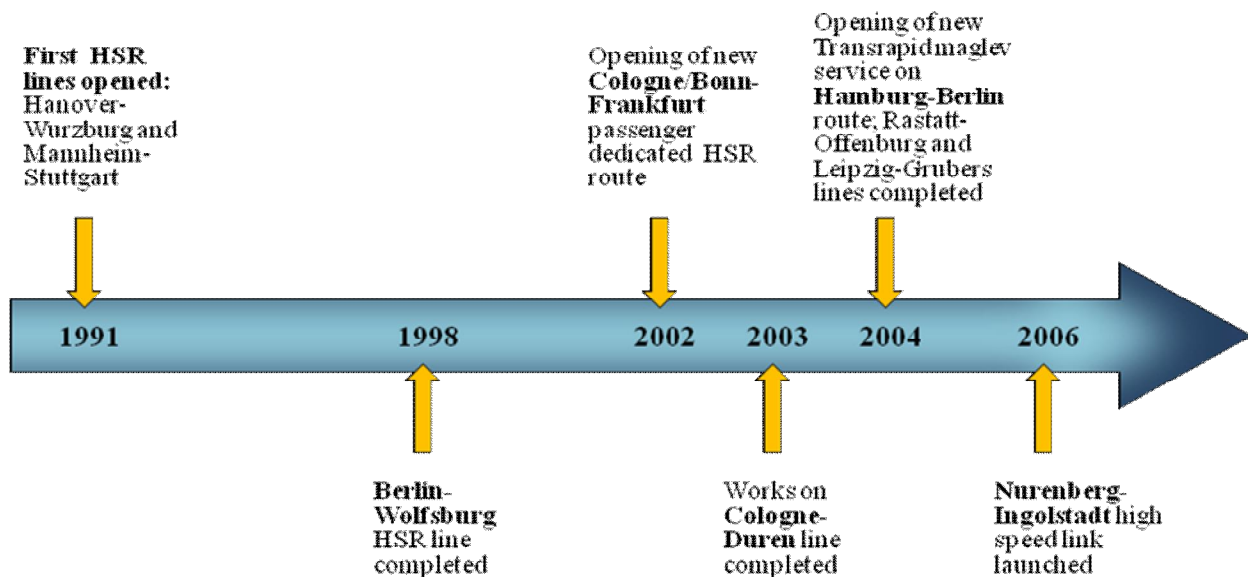 First HSR
lines opened:
Hanover-
Wurzburg and
Mannheim-
Stuttgart
Opening of new
Cologne/Bonn-
Frankfurt
passenger
dedicated HSR
route
Opening of new
Transrapid maglev
service on
Hamburg-Berlin
route; Rastatt-
Offenburg and
Leipzig-Grubers
lines completed
1991
1998
2002
2003
2004
2006
Berlin-
Wolfsburg
HSR line
completed
Works on
Cologne-
Duren line
completed
Nurenberg-
Ingolstadt high
speed link
launched